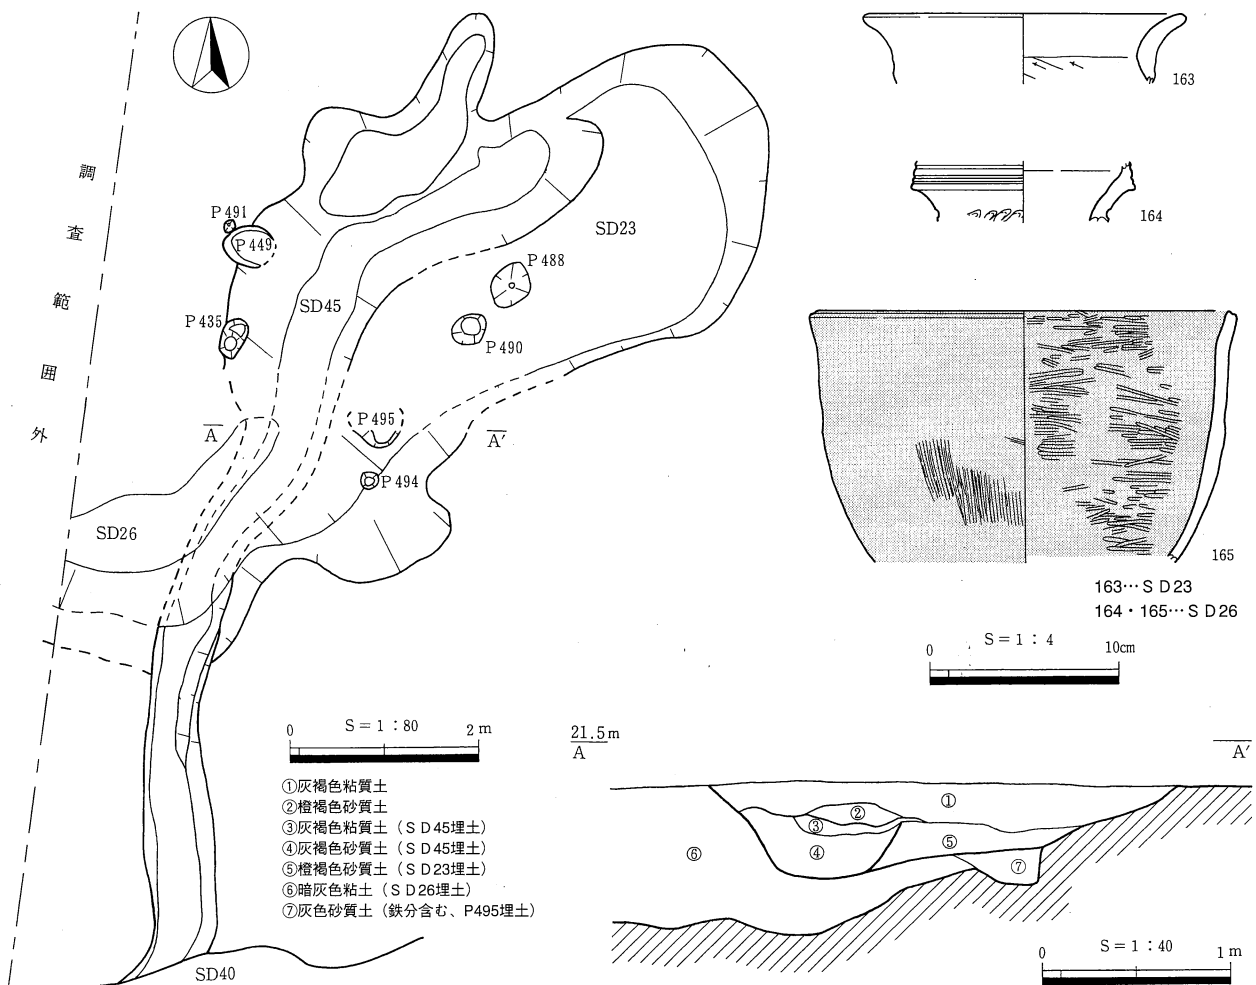 調査範囲外
P491
P449
P435
SD45
SD23
P488
P490
P495
P494
A
A′
SD26
SD40
0 S=1:80 2m
①灰褐色粘質土
②橙褐色砂質土
③灰褐色粘質土（ＳＤ45埋土）
④灰褐色砂質土（ＳＤ45埋土）
⑤橙褐色砂質土（ＳＤ23埋土）
⑥暗灰色粘土（ＳＤ26埋土）
⑦灰色砂質土（鉄分含む、P495埋土）
163
164
165
163…ＳＤ23
164・165…ＳＤ26
0 S=1:4 10cm
21.5m
A
A′
①
②
③
④
⑤
⑥
⑦
0 S=1:40 1m